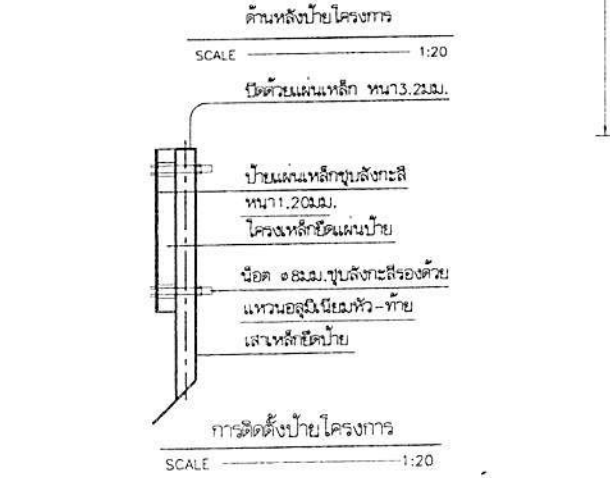 ด้านหลังป้ายโครงการ
SCALE 1:20
ปิดด้วยแผ่นเหล็ก หนา3.2มม.
ป้ายแผ่นเหล็กชุบสังกะสี
หนา1.20มม.
โครงเหล็กยึดแผ่นป้าย
น๊อต ø8มม.ชุบสังกะสีรองด้วย
แหวนอลูมิเนียมหัว-ท้าย
เสาเหล็กยึดป้าย
การติดตั้งป้ายโครงการ
SCALE 1:20